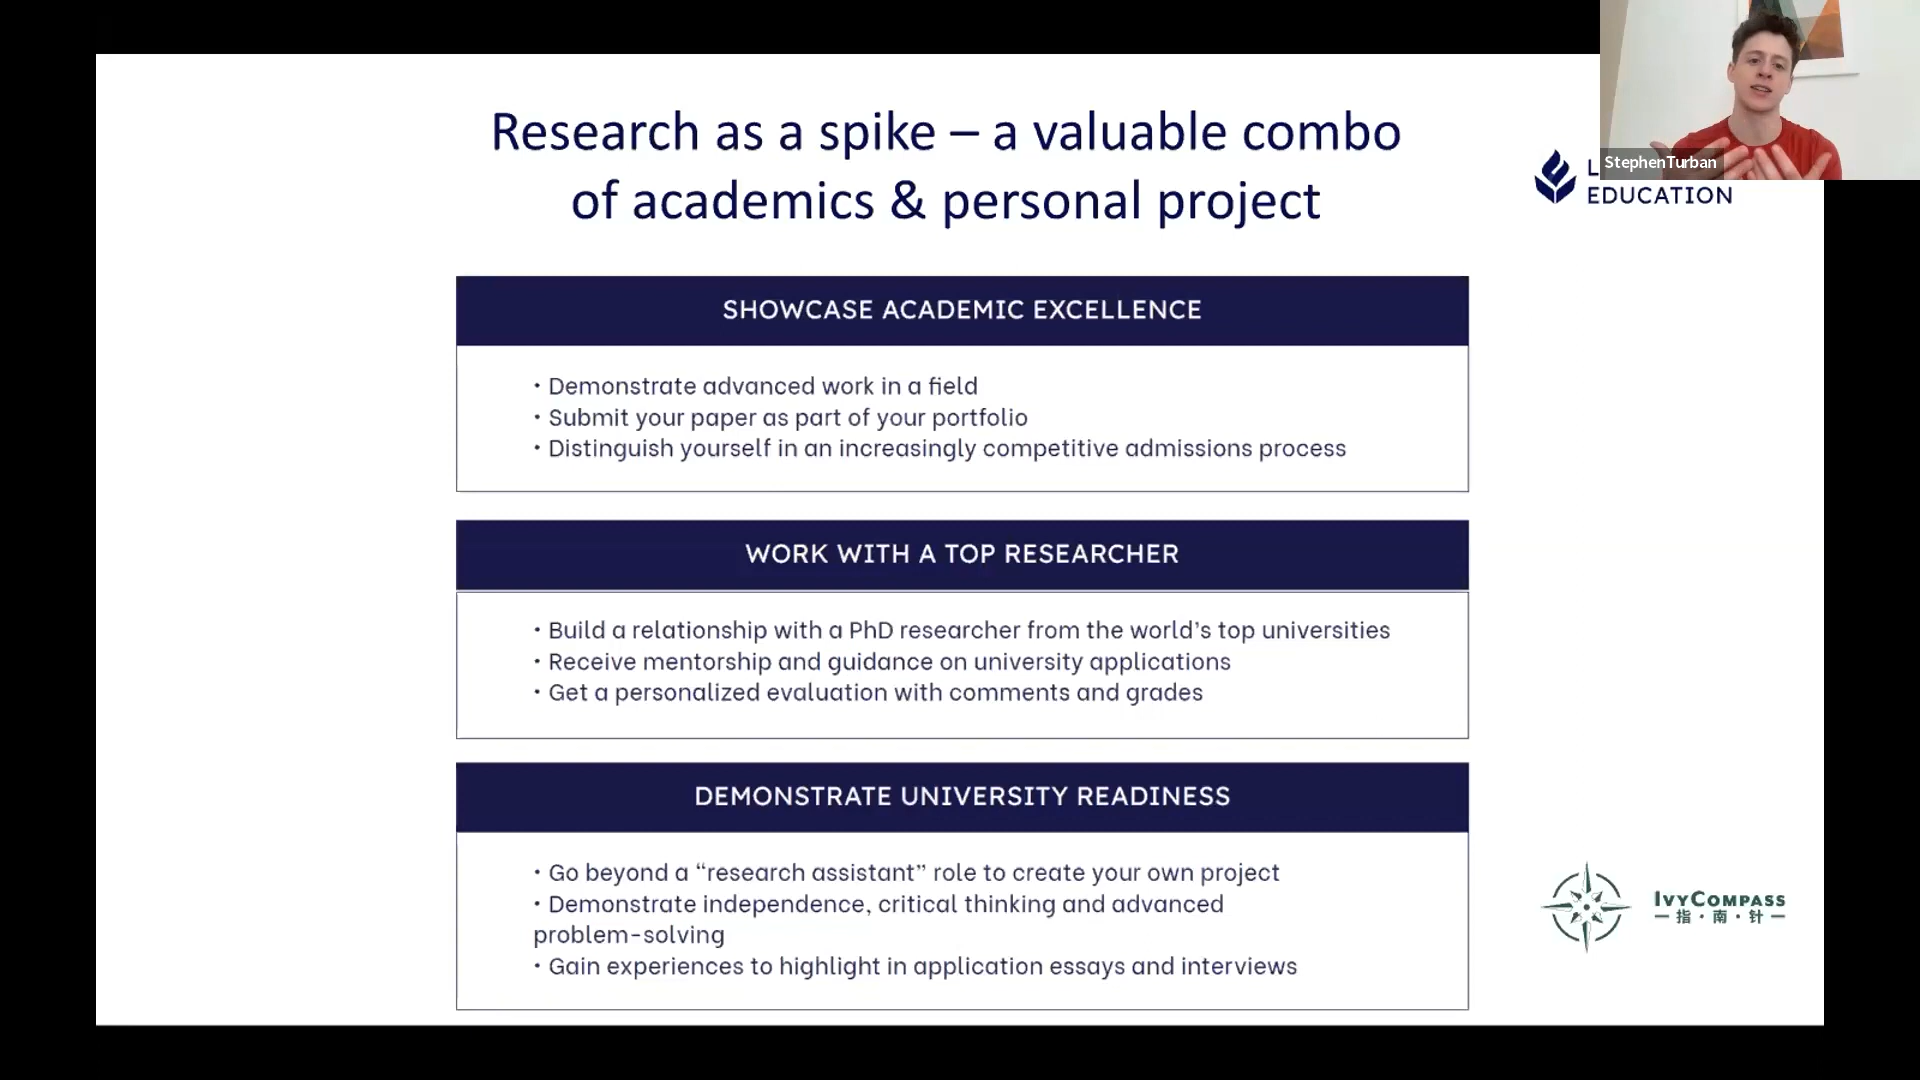 Research as a spike – a valuable combo
of academics & personal project
StephenTurban
L
EDUCATION
SHOWCASE ACADEMIC EXCELLENCE
• Demonstrate advanced work in a field
• Submit your paper as part of your portfolio
• Distinguish yourself in an increasingly competitive admissions process
WORK WITH A TOP RESEARCHER
• Build a relationship with a PhD researcher from the world’s top universities
• Receive mentorship and guidance on university applications
• Get a personalized evaluation with comments and grades
DEMONSTRATE UNIVERSITY READINESS
• Go beyond a “research assistant” role to create your own project
• Demonstrate independence, critical thinking and advanced
problem-solving
• Gain experiences to highlight in application essays and interviews
IVYCOMPASS
指·南·针